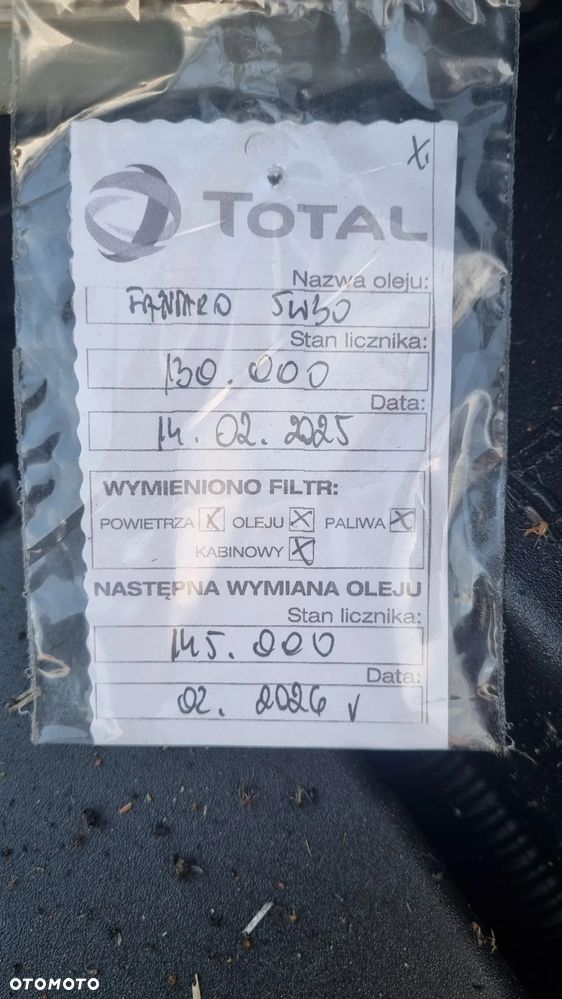 X.
TOTAL
Nazwa oleju:
FANFARO 5W30
Stan licznika:
130.000
Data:
14.02.2025
WYMIENIONO FILTR:
POWIETRZA X OLEJU X PALIWA X
KABINOWY X
NASTĘPNA WYMIANA OLEJU
Stan licznika:
145.000
Data:
02.2026 v
OTOMOTO